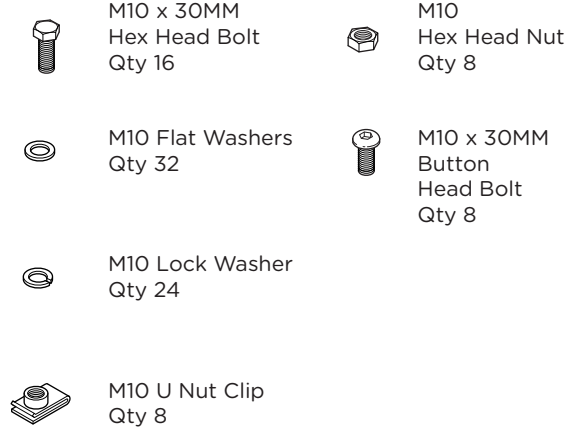 M10 x 30MM
Hex Head Bolt
Qty 16
M10
Hex Head Nut
Qty 8
M10 Flat Washers
Qty 32
M10 x 30MM
Button
Head Bolt
Qty 8
M10 Lock Washer
Qty 24
M10 U Nut Clip
Qty 8